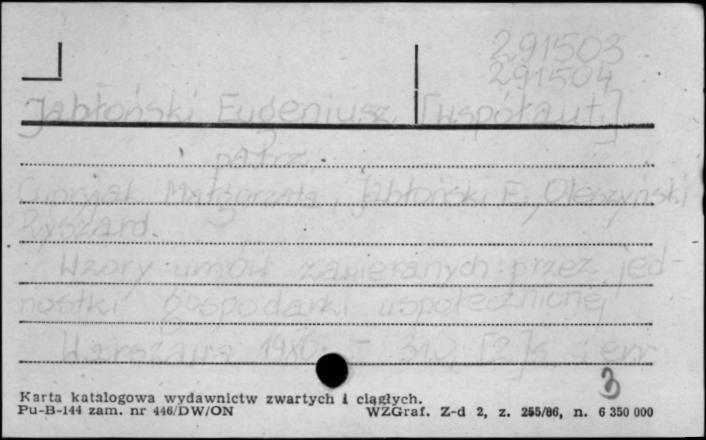 291503
291504
Jabłoński Eugeniusz [współaut.]
patrz:
Cupryjak Małgorzata, Jabłoński E., Oleszyński
Ryszard.
Wzory umów zawieranych przez jed-
nostki gospodarki uspołecznionej
Warszawa 1980. - 310, [2] s.
3
Karta katalogowa wydawnictw zwartych i ciągłych.
Pu-B-144 zam. nr 446/DW/ON WZGraf. Z-d 2, z. 255/86, n. 6 350 000